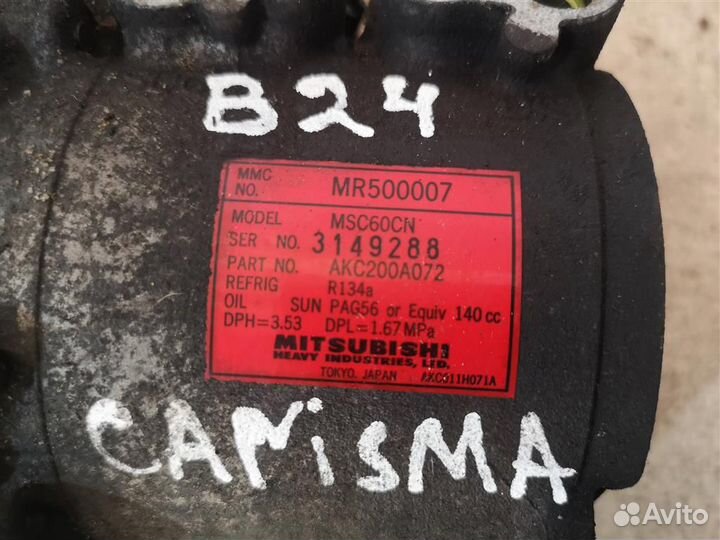 B24
MMC NO. MR500007
MODEL MSC60CN
SER NO. 3149288
PART NO. AKC200A072
REFRIG R134a
OIL SUN PAG56 or Equiv 140 cc
DPH=3.53 DPL=1.67MPa
MITSUBISHI
HEAVY INDUSTRIES, LTD.
TOKYO. JAPAN AKC011H071A
CARiSMA
Avito